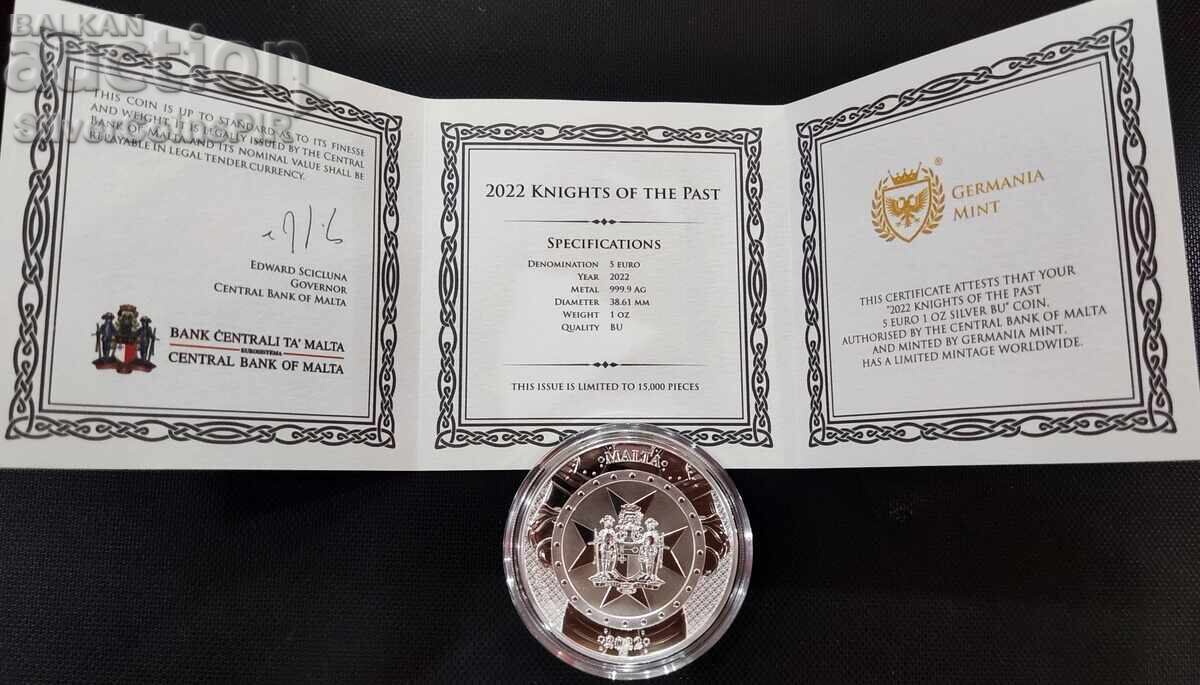 BALKAN
auction
THIS COIN IS UP TO STANDARD AS TO ITS FINESSE
AND WEIGHT. IT IS LEGALLY ISSUED BY THE CENTRAL
BANK OF MALTA AND ITS NOMINAL VALUE SHALL BE
PAYABLE IN LEGAL TENDER CURRENCY.
EDWARD SCICLUNA
GOVERNOR
CENTRAL BANK OF MALTA
BANK ĊENTRALI TA' MALTA
EUROSISTEMA
CENTRAL BANK OF MALTA
2022 KNIGHTS OF THE PAST
SPECIFICATIONS
DENOMINATION 5 EURO
YEAR 2022
METAL 999.9 AG
DIAMETER 38.61 MM
WEIGHT 1 OZ
QUALITY BU
THIS ISSUE IS LIMITED TO 15,000 PIECES
®
GERMANIA
MINT
THIS CERTIFICATE ATTESTS THAT YOUR
"2022 KNIGHTS OF THE PAST
5 EURO 1 OZ SILVER BU" COIN,
AUTHORISED BY THE CENTRAL BANK OF MALTA
AND MINTED BY GERMANIA MINT,
HAS A LIMITED MINTAGE WORLDWIDE.
MALTA
2022